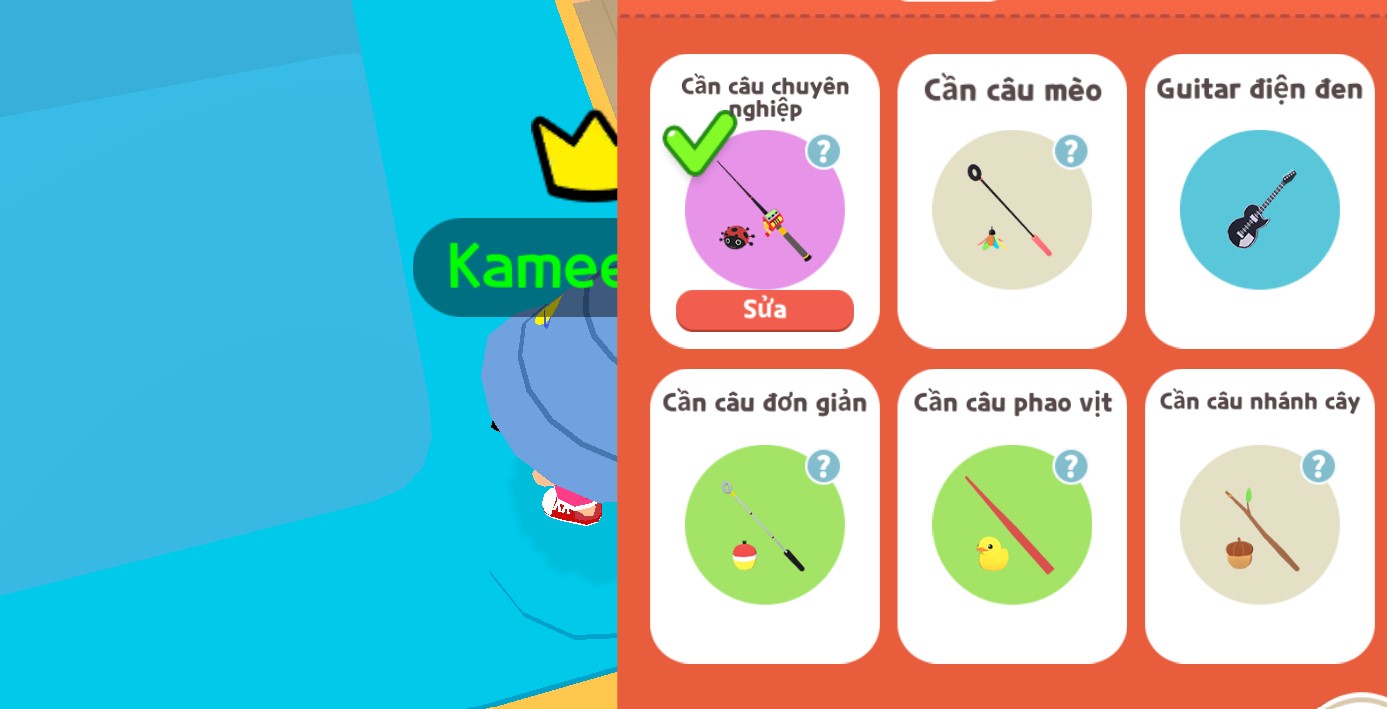 Kamee
Cần câu chuyên
nghiệp
?
Sửa
Cần câu mèo
?
Guitar điện đen
Cần câu đơn giản
?
Cần câu phao vịt
?
Cần câu nhánh cây
?